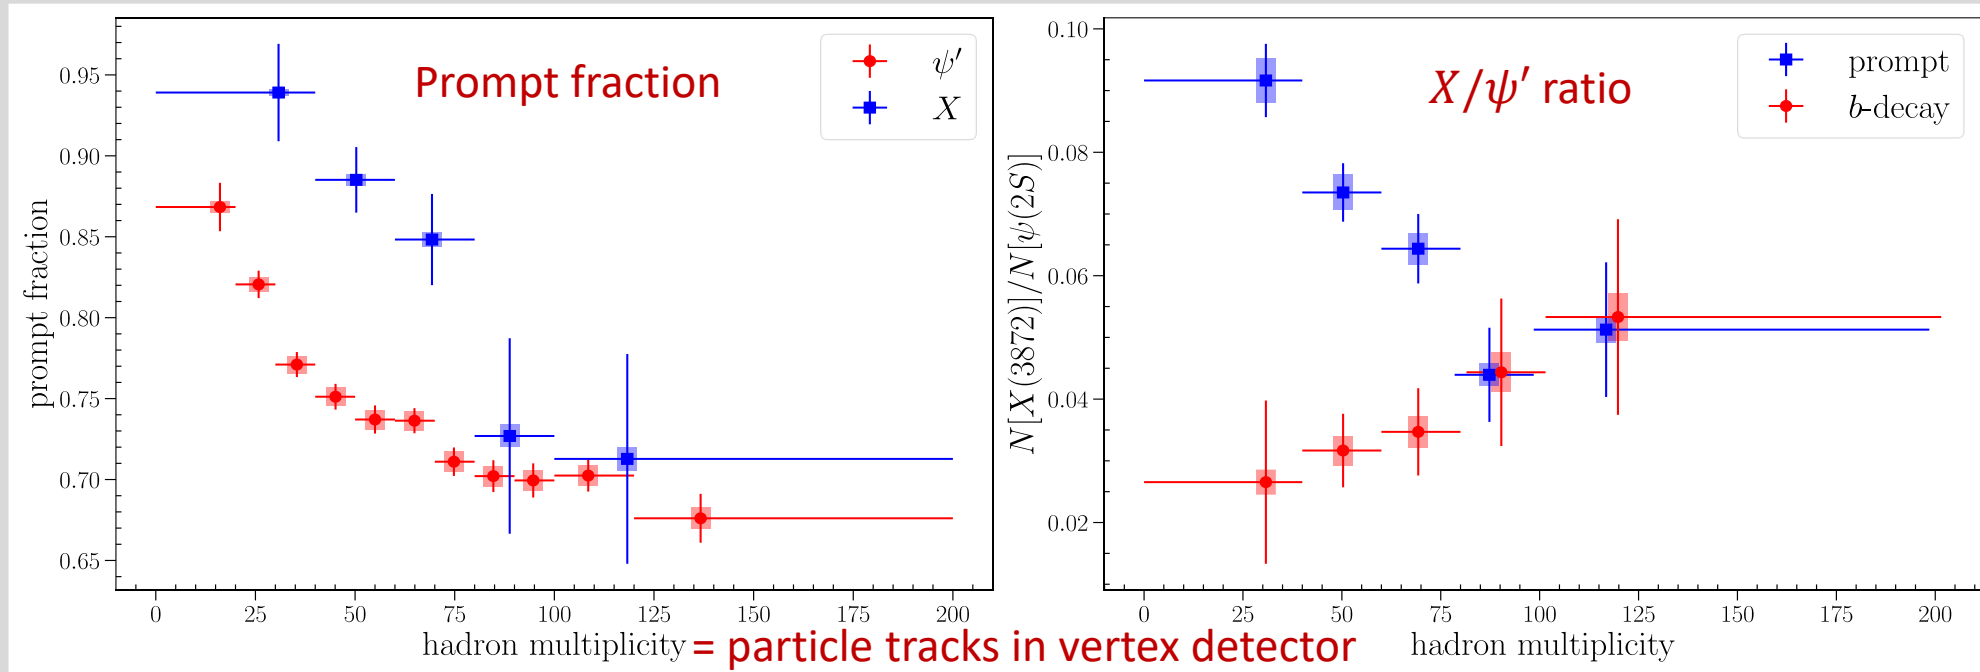 Prompt fraction
ψ′
X
0.95
0.90
0.85
0.80
0.75
0.70
0.65
prompt fraction
0 25 50 75 100 125 150 175 200
hadron multiplicity
= particle tracks in vertex detector
X/ψ′ ratio
prompt
b-decay
0.10
0.08
0.06
0.04
0.02
N[X(3872)]/N[ψ(2S)]
0 25 50 75 100 125 150 175 200
hadron multiplicity